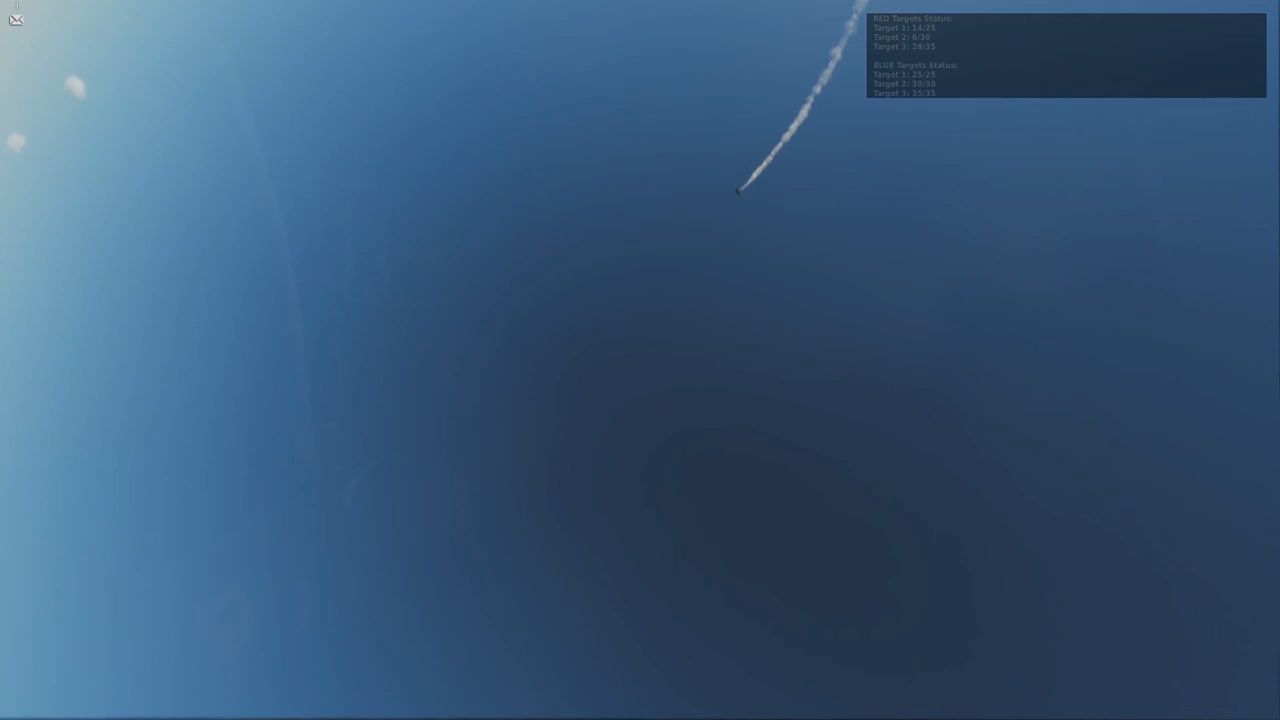 1
RED Targets Status:
Target 1: 14/25
Target 2: 6/30
Target 3: 28/35
BLUE Targets Status:
Target 1: 25/25
Target 2: 30/30
Target 3: 35/35